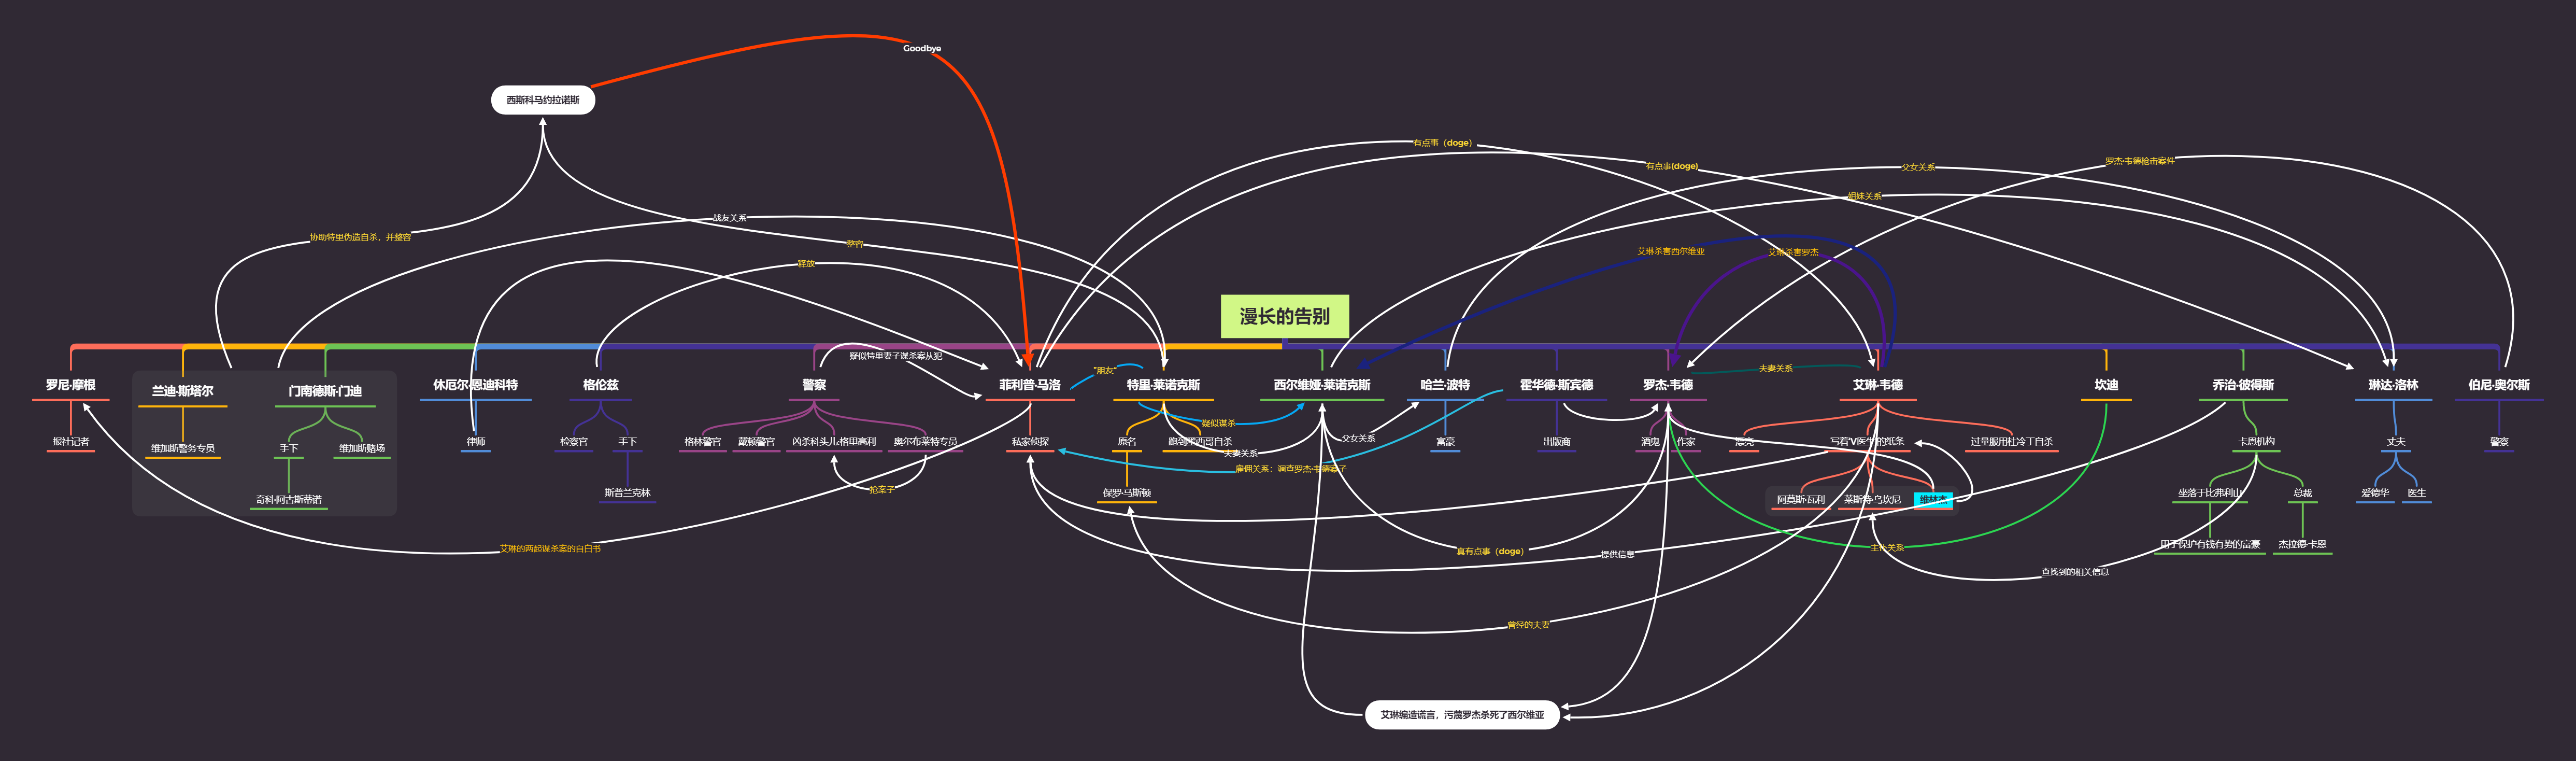 Goodbye
西斯科马约拉诺斯
有点事（doge）
有点事(doge)
父女关系
罗杰·韦德枪击案件
姐妹关系
战友关系
协助特里伪造自杀，并整容
整容
释放
艾琳杀害西尔维亚
艾琳杀害罗杰
漫长的告别
疑似特里妻子谋杀案从犯
"朋友"
夫妻关系
罗尼·摩根
兰迪·斯塔尔
门南德斯·门迪
休厄尔·恩迪科特
格伦兹
警察
菲利普·马洛
特里·莱诺克斯
西尔维娅·莱诺克斯
哈兰·波特
霍华德·斯宾德
罗杰·韦德
艾琳·韦德
坎迪
乔治·彼得斯
琳达·洛林
伯尼·奥尔斯
疑似谋杀
报社记者
维加斯警务专员
手下
维加斯赌场
律师
检察官
手下
格林警官
戴顿警官
凶杀科头儿·格里高利
奥尔布莱特专员
私家侦探
原名
跑到墨西哥自杀
夫妻关系
父女关系
富豪
出版商
酒鬼
作家
漂亮
写着"V医生"的纸条
过量服用杜冷丁自杀
卡恩机构
丈夫
警察
雇佣关系：调查罗杰·韦德案子
抢案子
奇科·阿古斯蒂诺
斯普兰克林
保罗·马斯顿
阿莫斯·瓦利
莱斯特·乌坎尼
维林杰
坐落于比弗利山
总裁
爱德华
医生
艾琳的两起谋杀案的自白书
真有点事（doge）
提供信息
主仆关系
用于保护有钱有势的富豪
杰拉德·卡恩
查找到的相关信息
曾经的夫妻
艾琳编造谎言，污蔑罗杰杀死了西尔维亚